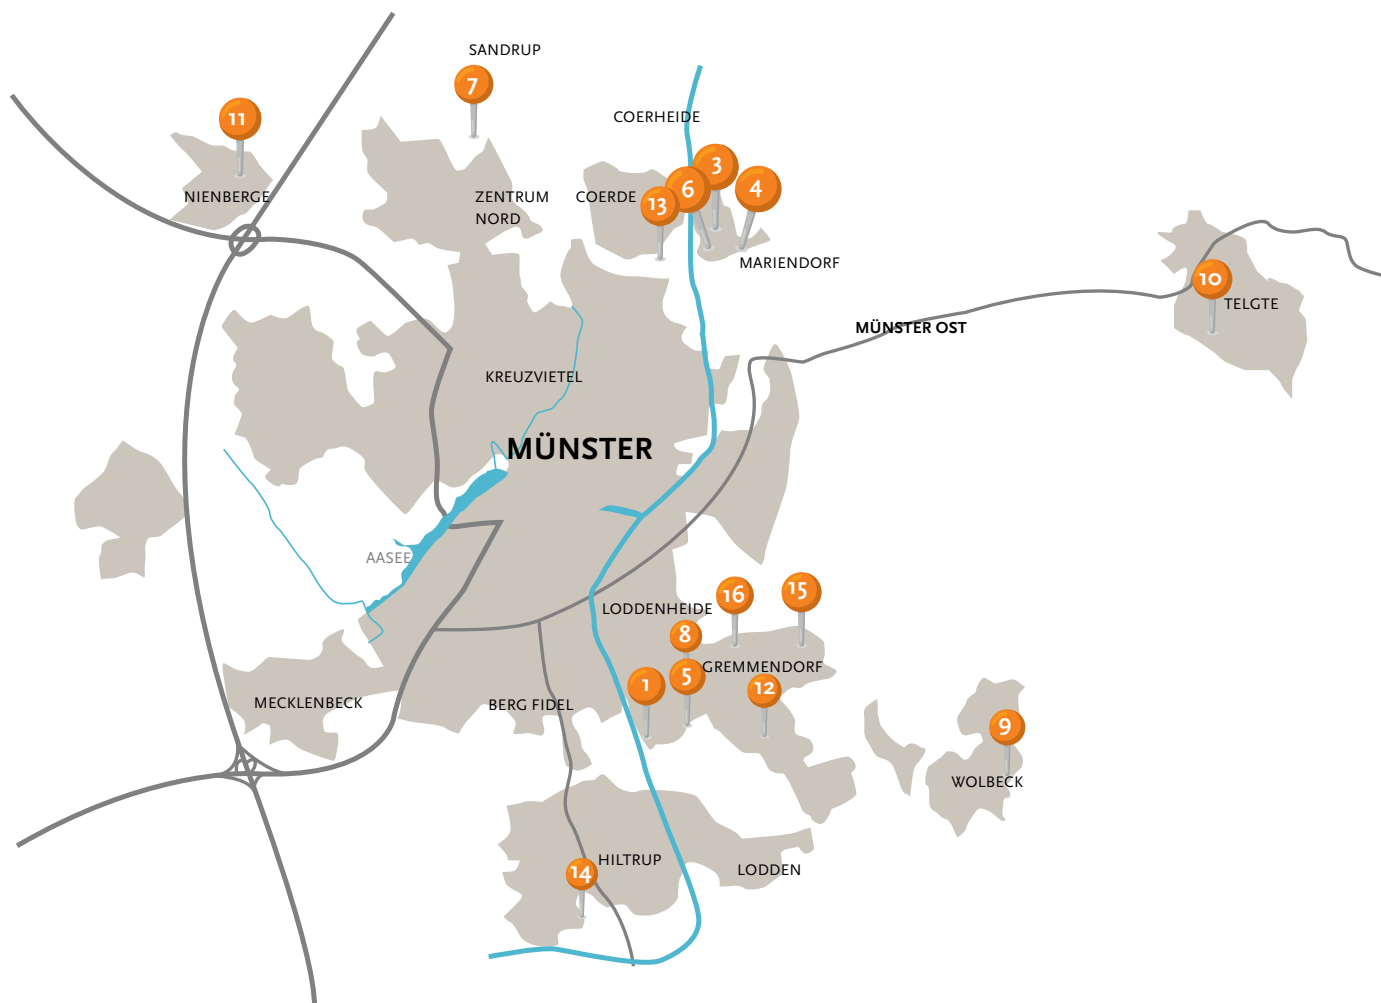 SANDRUP
7
11
COERHEIDE
3
6
4
13
NIENBERGE
ZENTRUM
NORD
COERDE
MARIENDORF
10
TELGTE
MÜNSTER OST
KREUZVIETEL
MÜNSTER
AASEE
16
15
LODDENHEIDE
8
GREMMENDORF
1
5
12
MECKLENBECK
BERG FIDEL
9
WOLBECK
HILTRUP
14
LODDEN